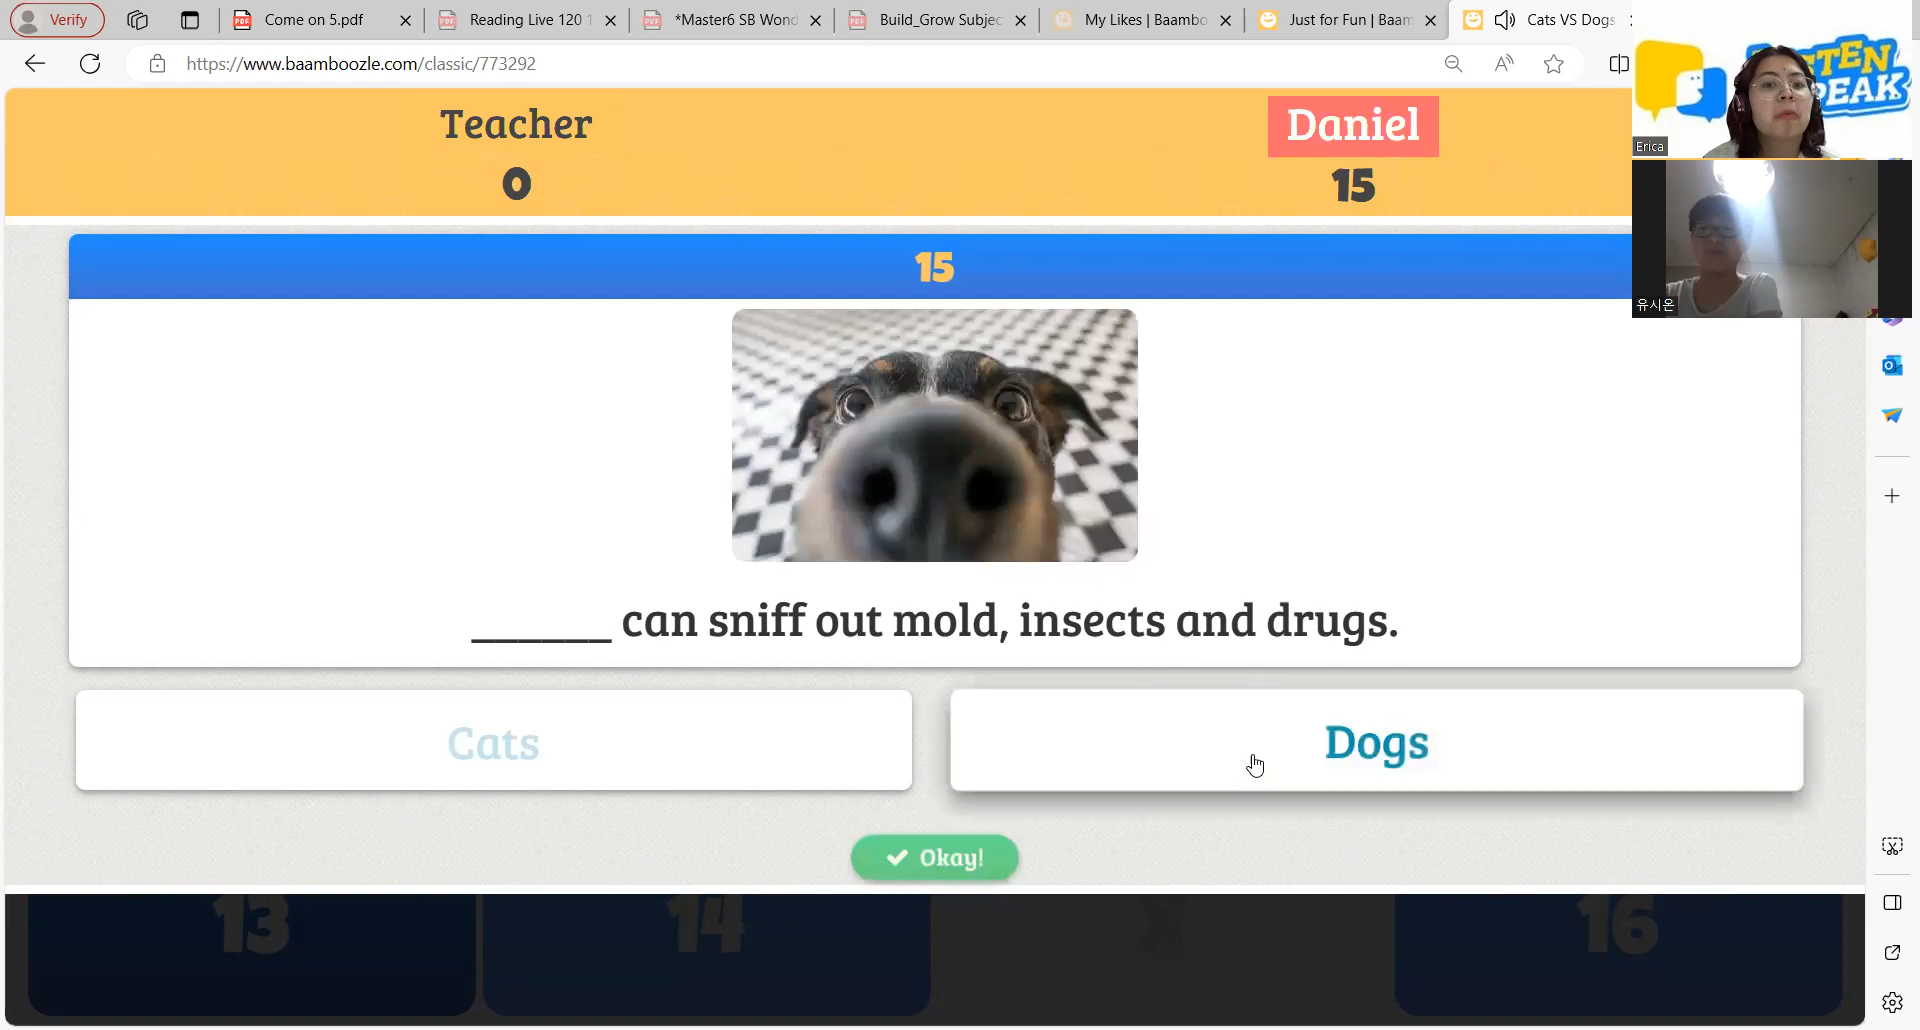 Verify
Come on 5.pdf
Reading Live 120 1
*Master6 SB Wond
Build_Grow Subjec
My Likes | Baambo
Just for Fun | Baam
Cats VS Dogs
https://www.baamboozle.com/classic/773292
Teacher
0
Daniel
15
15
______ can sniff out mold, insects and drugs.
Cats
Dogs
Okay!
13
14
X
16
Erica
유시온